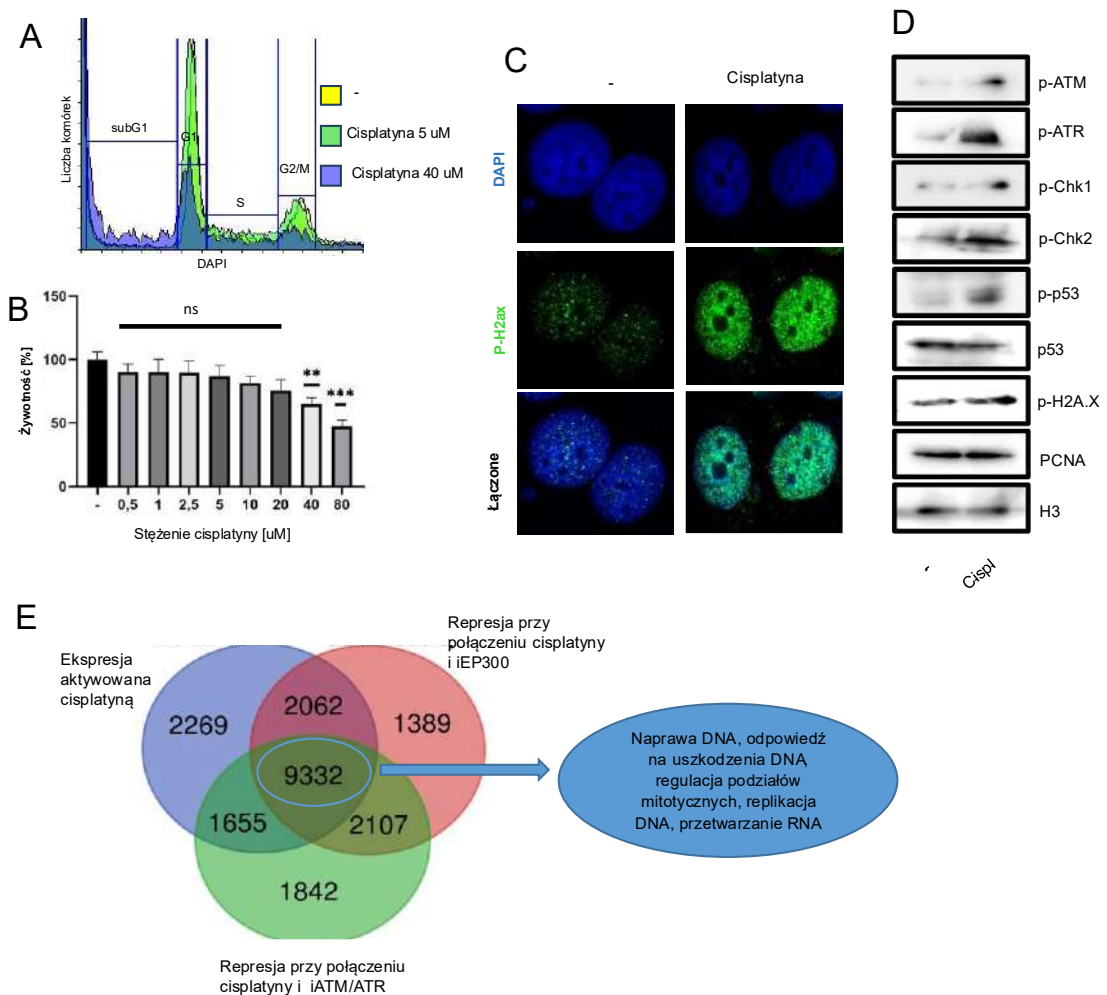 A
Liczba komórek
subG1
G1
S
G2/M
DAPI
-
Cisplatyna 5 uM
Cisplatyna 40 uM
B
150
100
50
0
Żywotność [%]
ns
**
***
- 0,5 1 2,5 5 10 20 40 80
Stężenie cisplatyny [uM]
C
- Cisplatyna
DAPI
P-H2ax
Łączone
D
p-ATM
p-ATR
p-Chk1
p-Chk2
p-p53
p53
p-H2A.X
PCNA
H3
- Cispl
E
Ekspresja
aktywowana
cisplatyną
Represja przy
połączeniu cisplatyny
i iEP300
2269
2062
1389
9332
1655
2107
1842
Represja przy połączeniu
cisplatyny i iATM/ATR
Naprawa DNA, odpowiedź
na uszkodzenia DNA
regulacja podziałów
mitotycznych, replikacja
DNA, przetwarzanie RNA